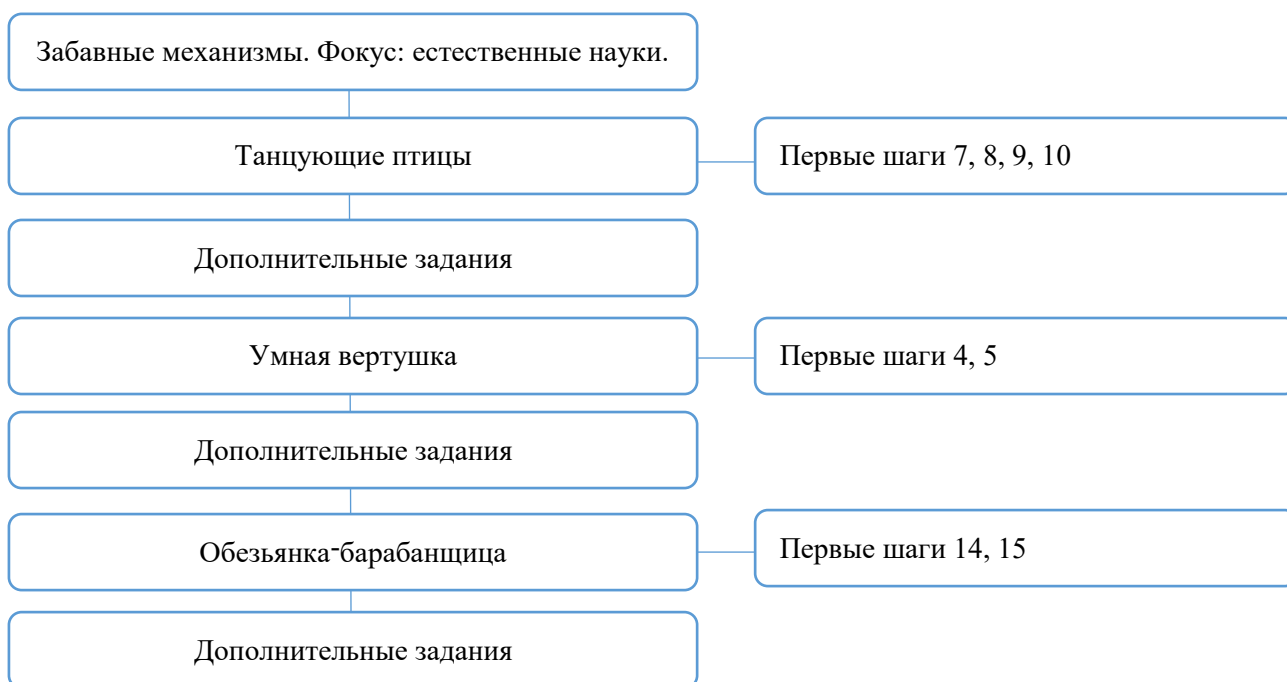 Забавные механизмы. Фокус: естественные науки.
Танцующие птицы
Первые шаги 7, 8, 9, 10
Дополнительные задания
Умная вертушка
Первые шаги 4, 5
Дополнительные задания
Обезьянка-барабанщица
Первые шаги 14, 15
Дополнительные задания